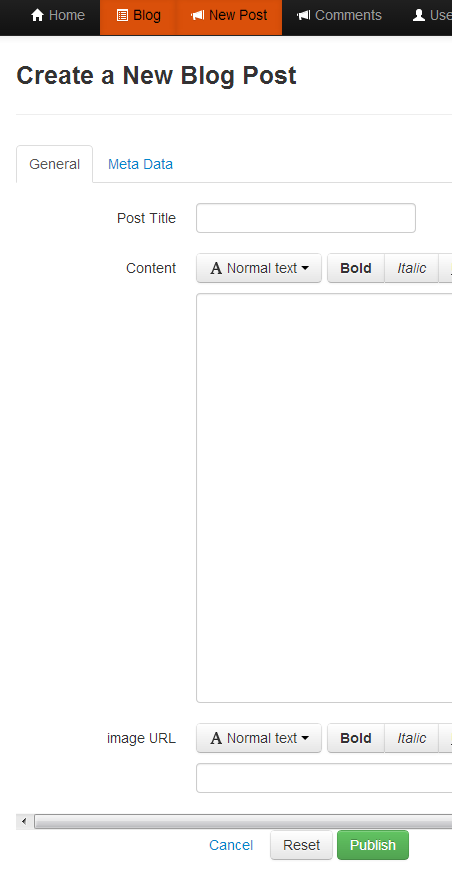 Home Blog New Post Comments Use
Create a New Blog Post
General Meta Data
Post Title
Content A Normal text Bold Italic
image URL A Normal text Bold Italic
Cancel Reset Publish